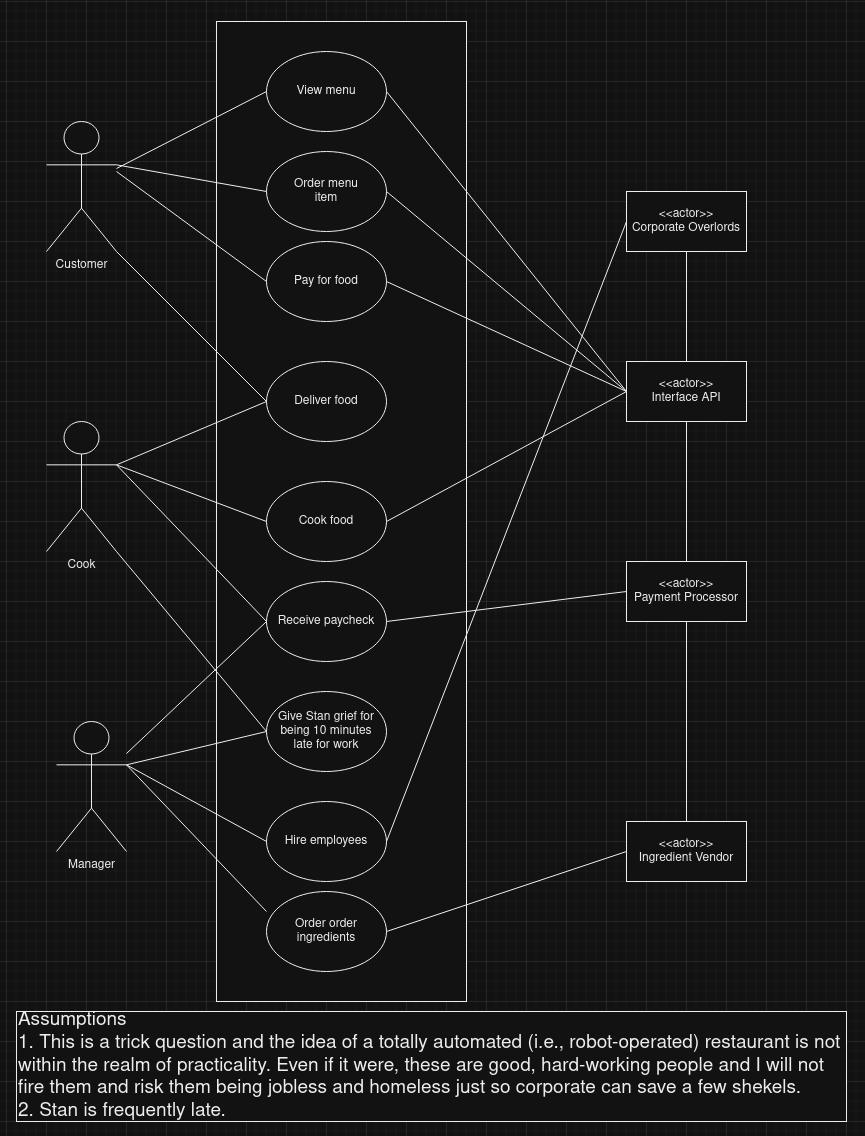 View menu
Order menu
item
<<actor>>
Corporate Overlords
Customer
Pay for food
<<actor>>
Interface API
Deliver food
Cook food
Cook
<<actor>>
Payment Processor
Receive paycheck
Give Stan grief for
being 10 minutes
late for work
Hire employees
<<actor>>
Ingredient Vendor
Manager
Order order
ingredients
Assumptions
1. This is a trick question and the idea of a totally automated (i.e., robot-operated) restaurant is not
within the realm of practicality. Even if it were, these are good, hard-working people and I will not
fire them and risk them being jobless and homeless just so corporate can save a few shekels.
2. Stan is frequently late.